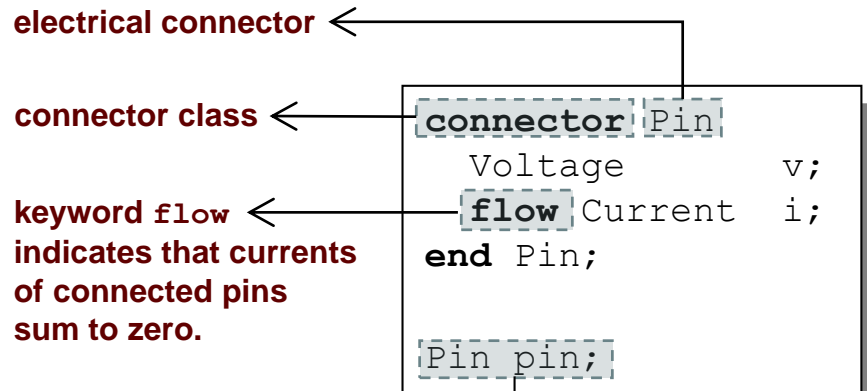 electrical connector
connector class
keyword flow
indicates that currents
of connected pins
sum to zero.
connector Pin
Voltage v;
flow Current i;
end Pin;
Pin pin;